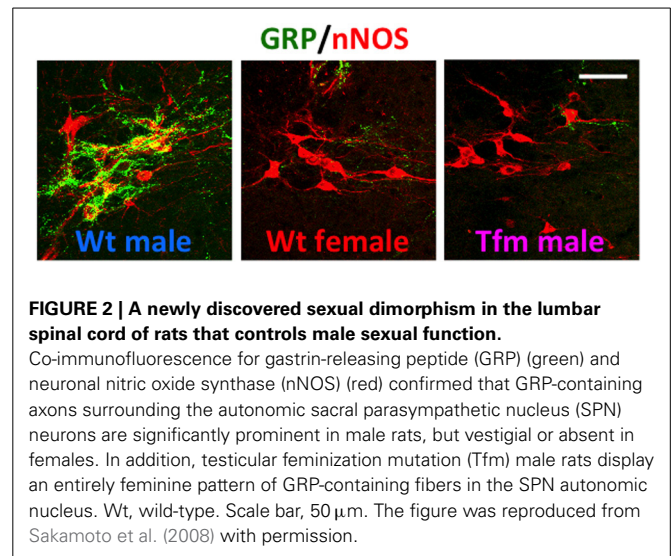 GRP/nNOS
Wt male
Wt female
Tfm male
FIGURE 2 | A newly discovered sexual dimorphism in the lumbar
spinal cord of rats that controls male sexual function.
Co-immunofluorescence for gastrin-releasing peptide (GRP) (green) and
neuronal nitric oxide synthase (nNOS) (red) confirmed that GRP-containing
axons surrounding the autonomic sacral parasympathetic nucleus (SPN)
neurons are significantly prominent in male rats, but vestigial or absent in
females. In addition, testicular feminization mutation (Tfm) male rats display
an entirely feminine pattern of GRP-containing fibers in the SPN autonomic
nucleus. Wt, wild-type. Scale bar, 50 μm. The figure was reproduced from
Sakamoto et al. (2008) with permission.